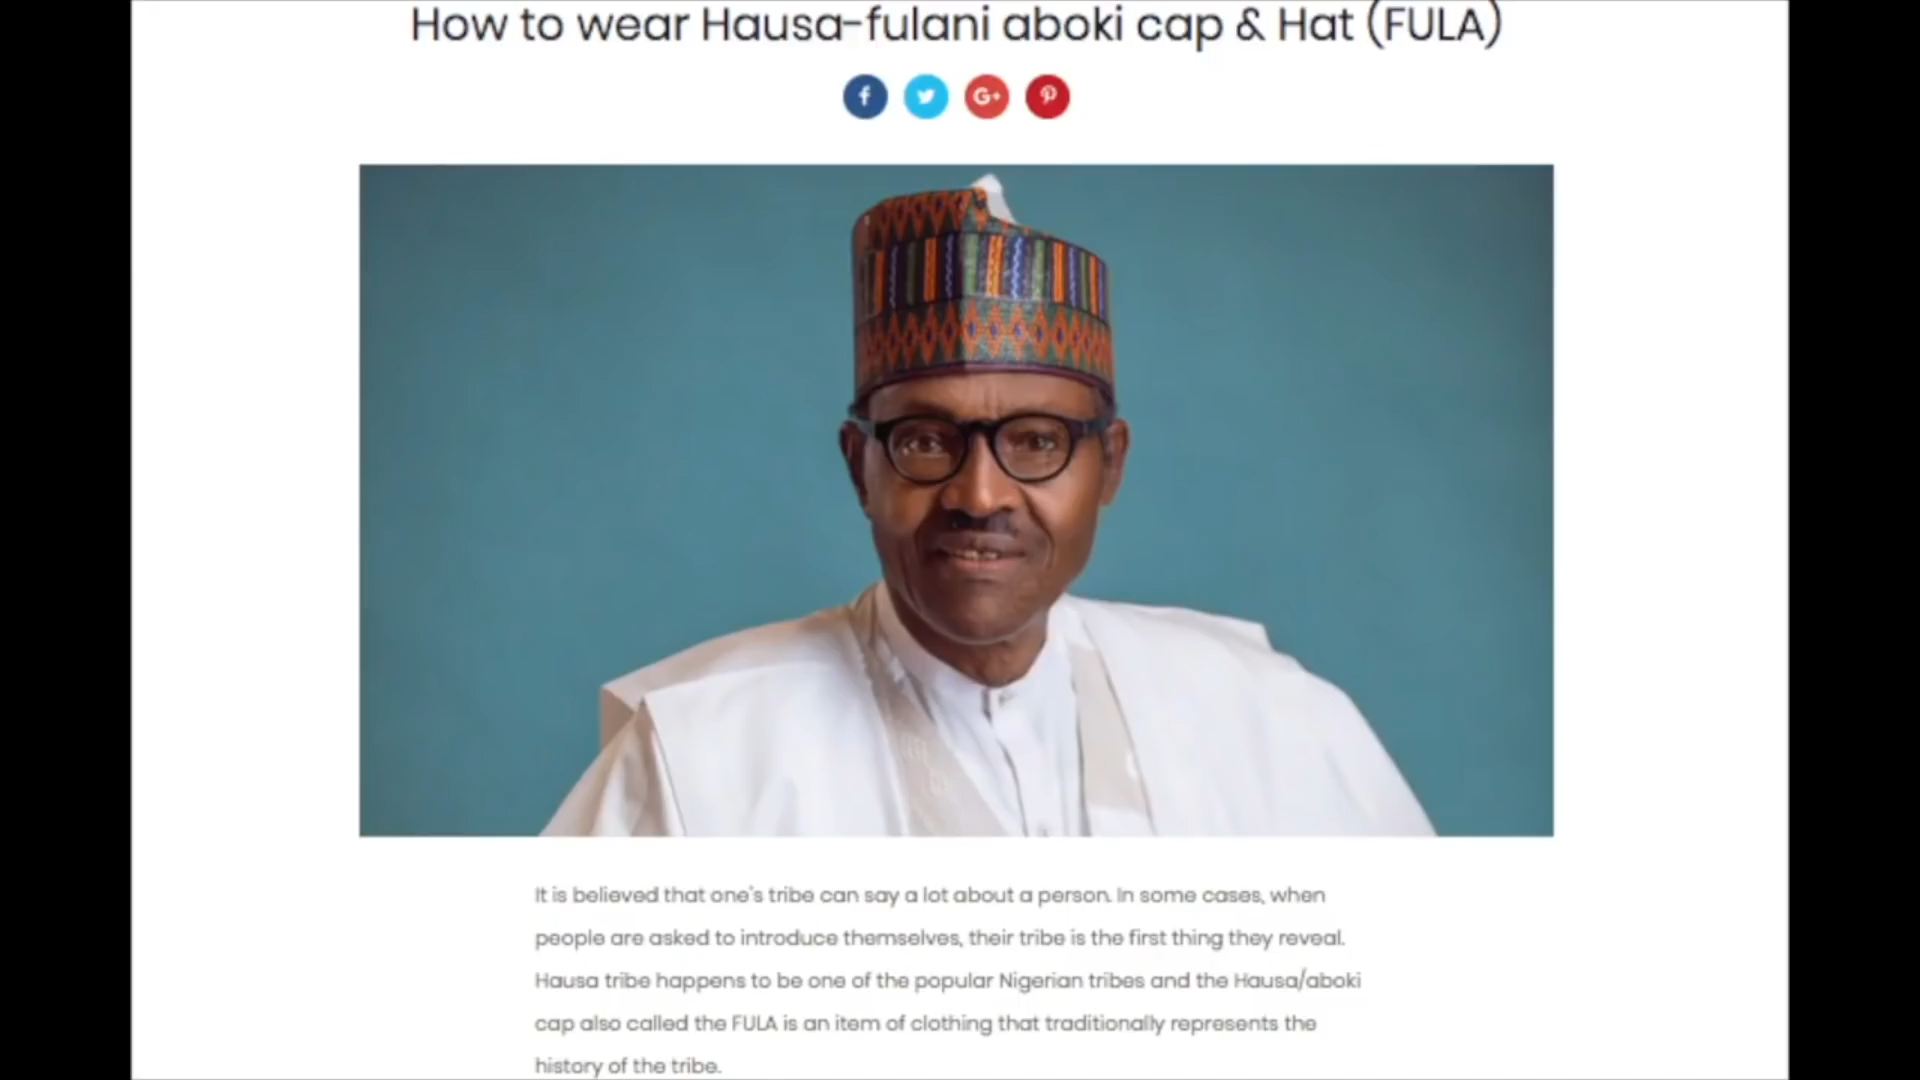 How to wear Hausa-fulani aboki cap & Hat (FULA)
f G+
It is believed that one's tribe can say a lot about a person. In some cases, when
people are asked to introduce themselves, their tribe is the first thing they reveal.
Hausa tribe happens to be one of the popular Nigerian tribes and the Hausa/aboki
cap also called the FULA is an item of clothing that traditionally represents the
history of the tribe.